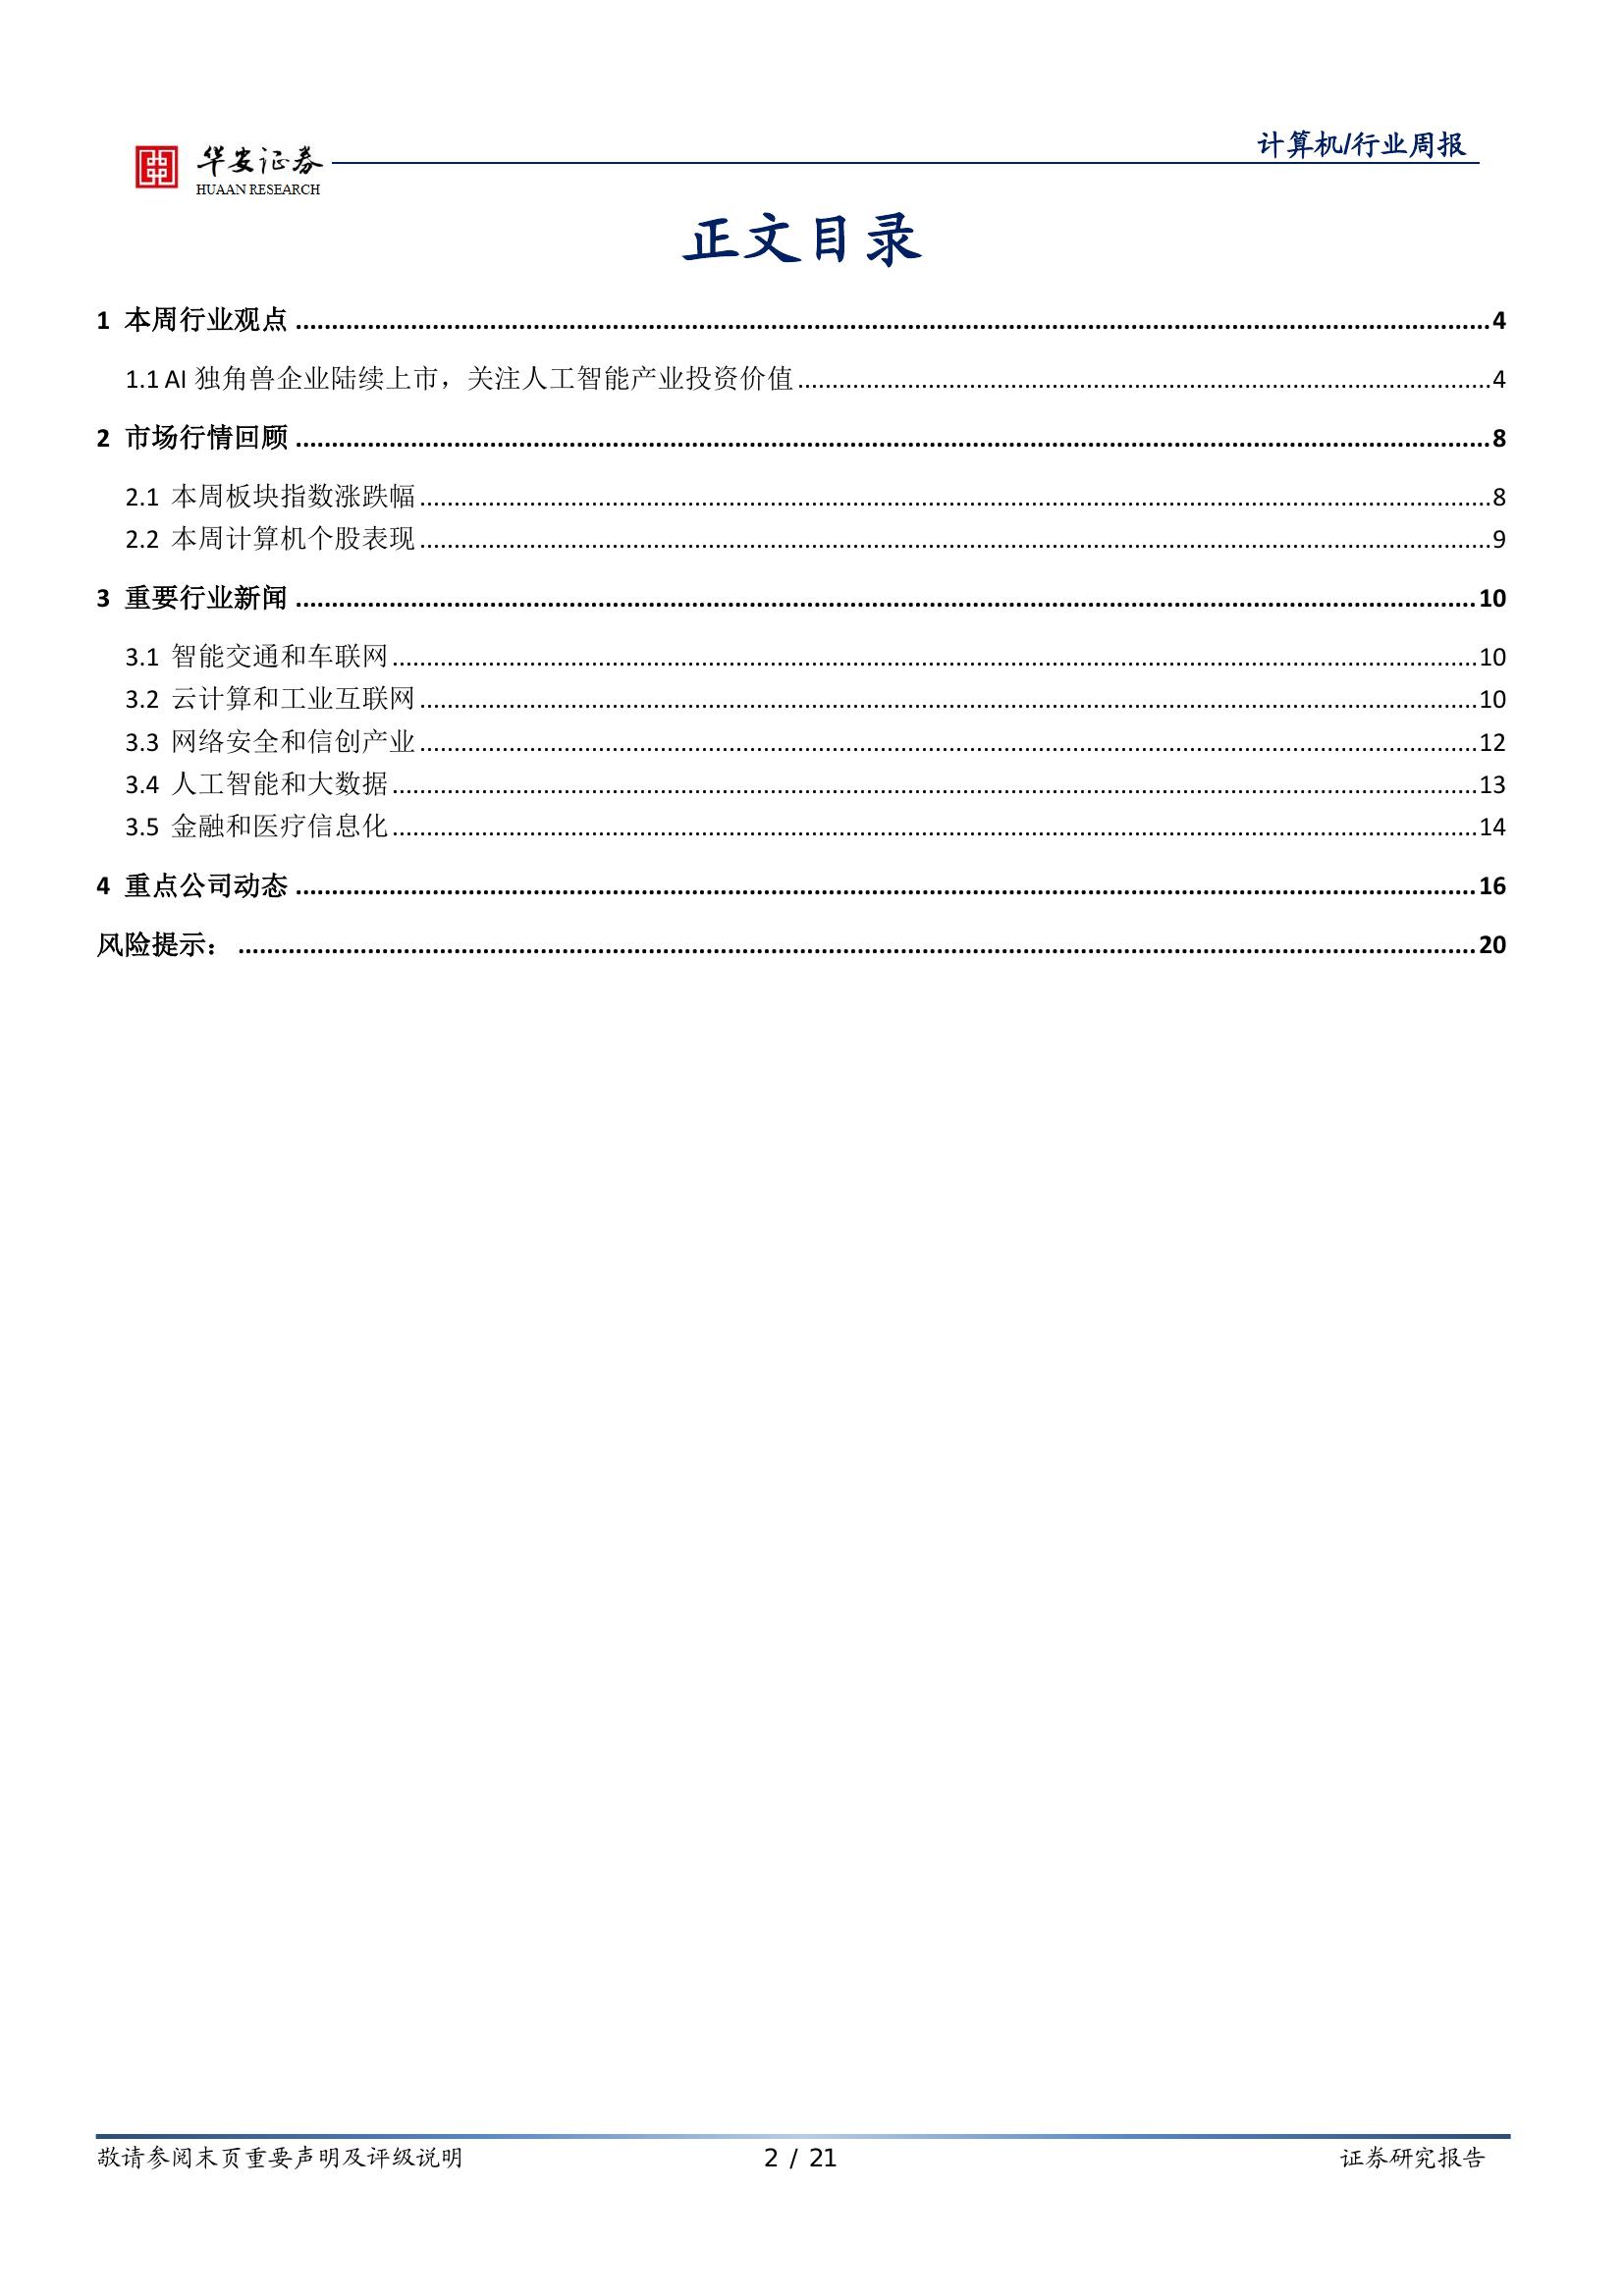 华安证券
HUAAN RESEARCH
计算机/行业周报
正文目录
1 本周行业观点 ........ 4
1.1 AI 独角兽企业陆续上市，关注人工智能产业投资价值 ........ 4
2 市场行情回顾 ........ 8
2.1 本周板块指数涨跌幅 ........ 8
2.2 本周计算机个股表现 ........ 9
3 重要行业新闻 ........ 10
3.1 智能交通和车联网 ........ 10
3.2 云计算和工业互联网 ........ 10
3.3 网络安全和信创产业 ........ 12
3.4 人工智能和大数据 ........ 13
3.5 金融和医疗信息化 ........ 14
4 重点公司动态 ........ 16
风险提示： ........ 20
敬请参阅末页重要声明及评级说明 2 / 21 证券研究报告